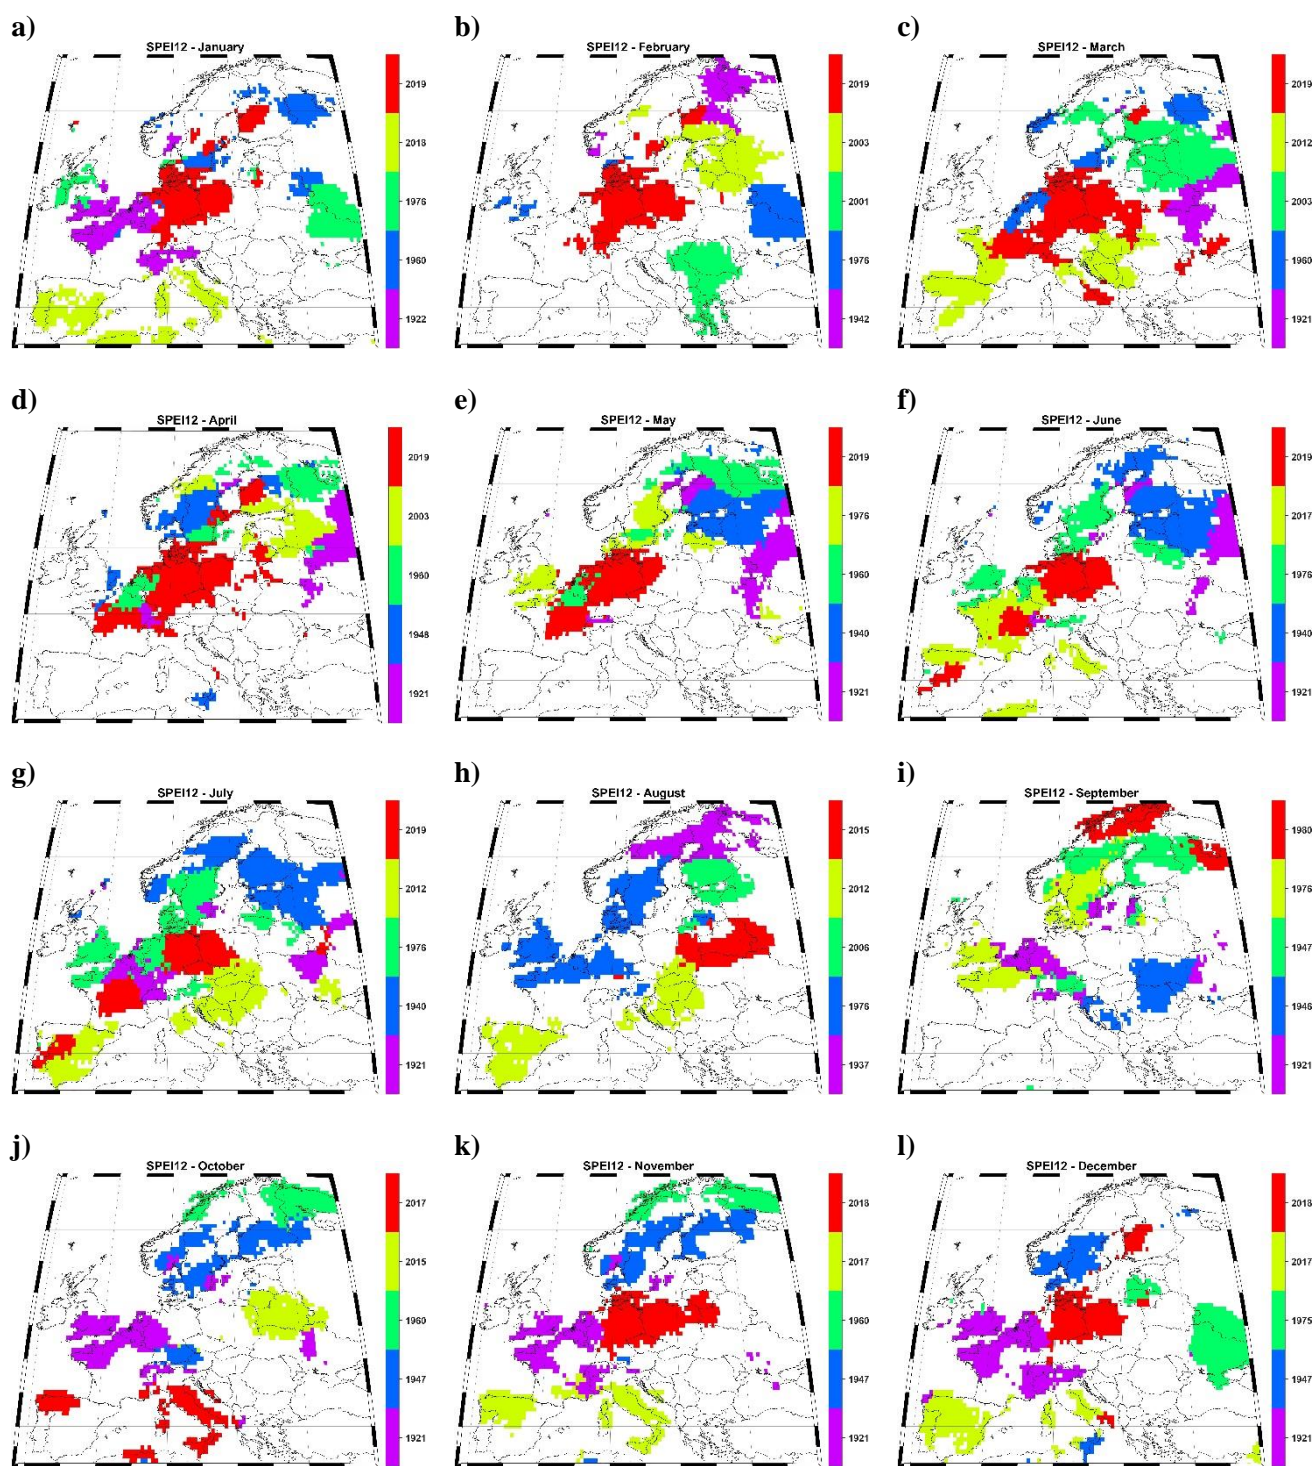 a)
SPEI12 - January
2019
2018
1976
1960
1922
b)
SPEI12 - February
2019
2003
2001
1976
1942
c)
SPEI12 - March
2019
2012
2003
1960
1921
d)
SPEI12 - April
2019
2003
1960
1948
1921
e)
SPEI12 - May
2019
1976
1960
1940
1921
f)
SPEI12 - June
2019
2017
1976
1940
1921
g)
SPEI12 - July
2019
2012
1976
1940
1921
h)
SPEI12 - August
2015
2012
2006
1976
1937
i)
SPEI12 - September
1980
1976
1947
1946
1921
j)
SPEI12 - October
2017
2015
1960
1947
1921
k)
SPEI12 - November
2018
2017
1960
1947
1921
l)
SPEI12 - December
2018
2017
1975
1947
1921